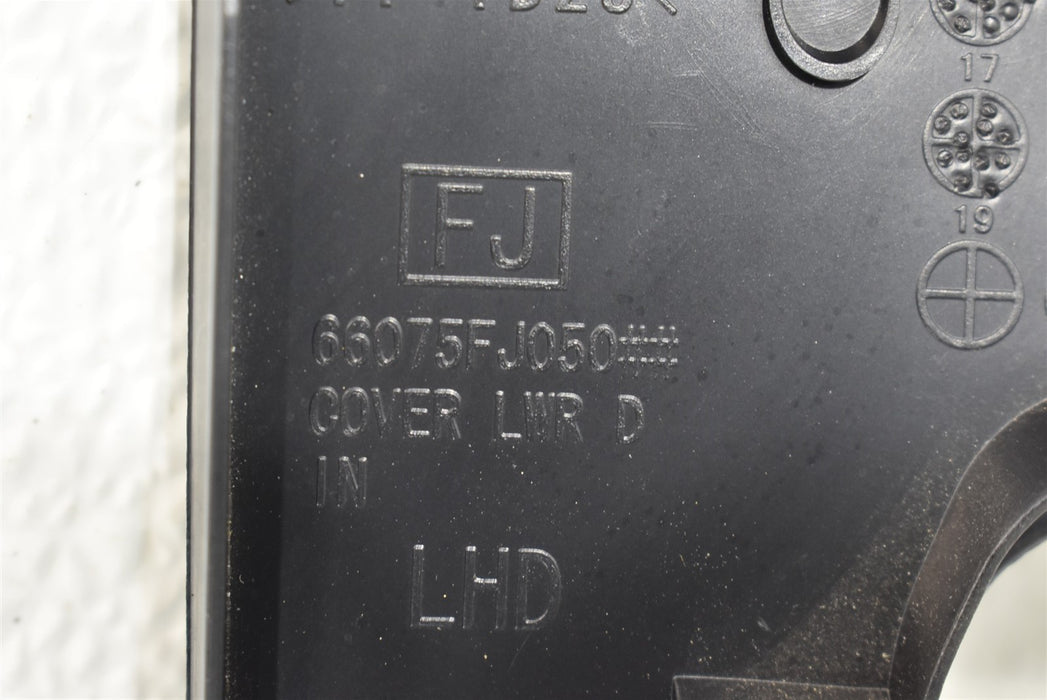 FJ
66075FJ050##
COVER LWR D
IN
LHD
17
19